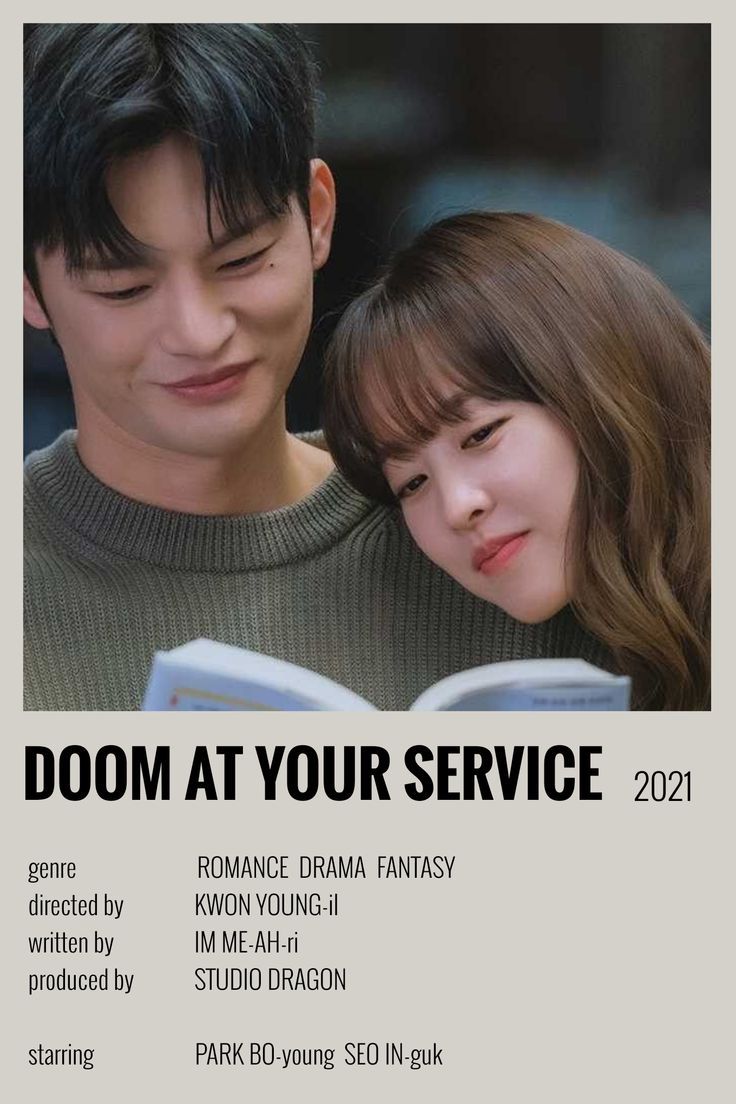 DOOM AT YOUR SERVICE 2021
genre ROMANCE DRAMA FANTASY
directed by KWON YOUNG-il
written by IM ME-AH-ri
produced by STUDIO DRAGON
starring PARK BO-young SEO IN-guk